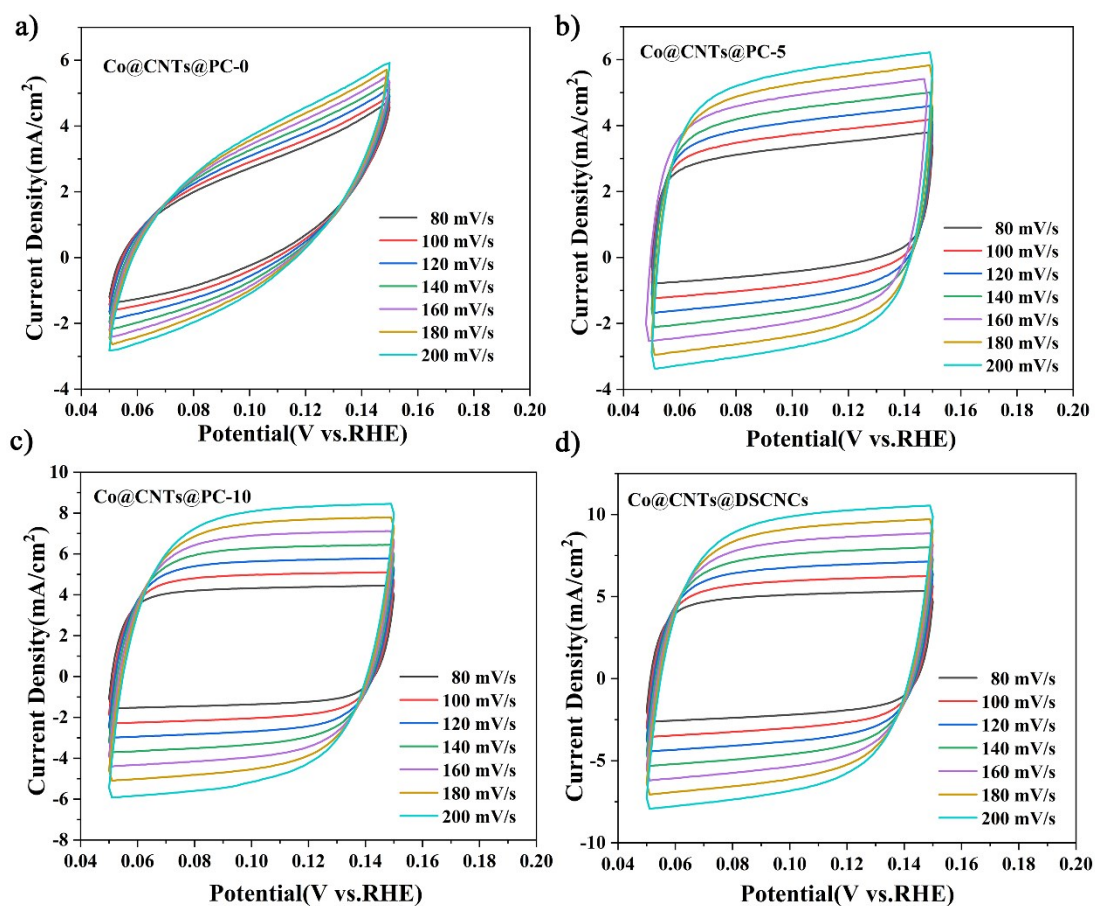 a)
Co@CNTs@PC-0
Current Density(mA/cm²)
6
4
2
0
-2
-4
80 mV/s
100 mV/s
120 mV/s
140 mV/s
160 mV/s
180 mV/s
200 mV/s
0.04 0.06 0.08 0.10 0.12 0.14 0.16 0.18 0.20
Potential(V vs.RHE)
b)
Co@CNTs@PC-5
Current Density(mA/cm²)
6
4
2
0
-2
-4
80 mV/s
100 mV/s
120 mV/s
140 mV/s
160 mV/s
180 mV/s
200 mV/s
0.04 0.06 0.08 0.10 0.12 0.14 0.16 0.18 0.20
Potential(V vs.RHE)
c)
Co@CNTs@PC-10
Current Density(mA/cm²)
10
8
6
4
2
0
-2
-4
-6
-8
80 mV/s
100 mV/s
120 mV/s
140 mV/s
160 mV/s
180 mV/s
200 mV/s
0.04 0.06 0.08 0.10 0.12 0.14 0.16 0.18 0.20
Potential(V vs.RHE)
d)
Co@CNTs@DSCNCs
Current Density(mA/cm²)
10
5
0
-5
-10
80 mV/s
100 mV/s
120 mV/s
140 mV/s
160 mV/s
180 mV/s
200 mV/s
0.04 0.06 0.08 0.10 0.12 0.14 0.16 0.18 0.20
Potential(V vs.RHE)